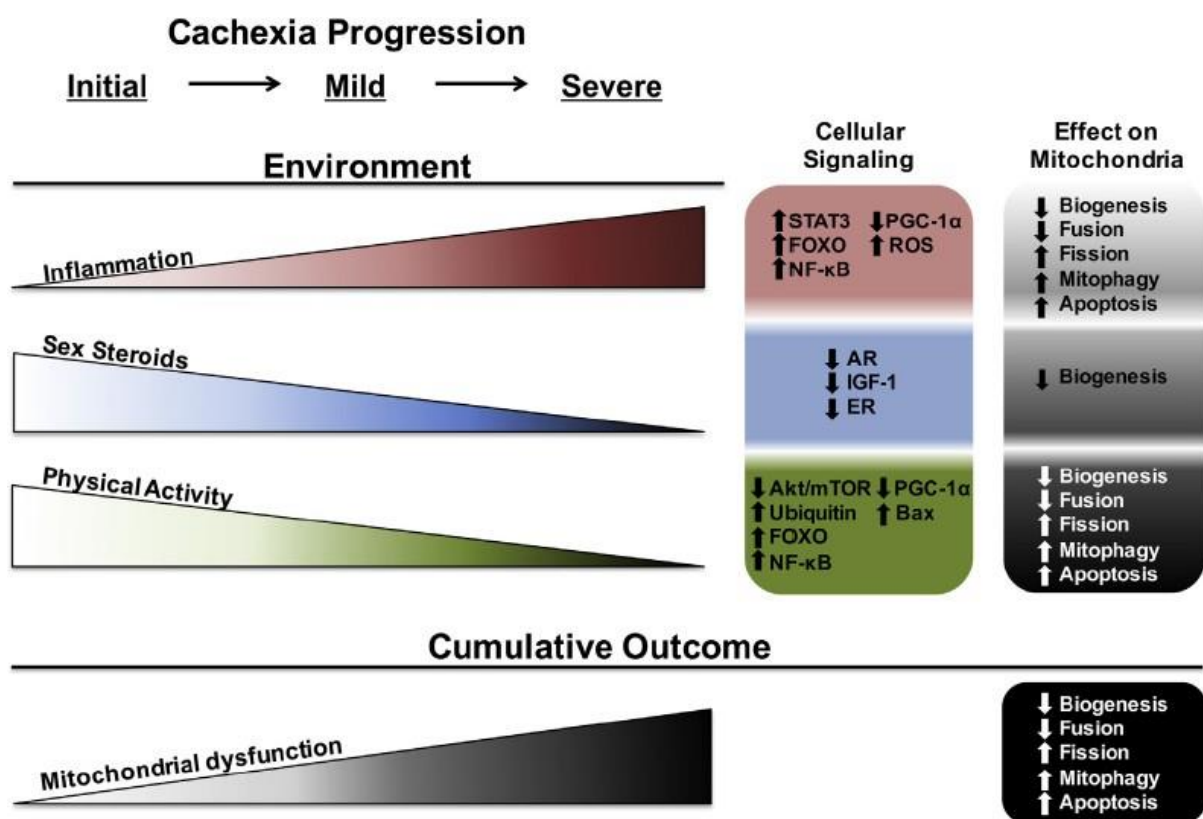 Cachexia Progression
Initial → Mild → Severe
Environment
Cellular
Signaling
Effect on
Mitochondria
Inflammation
↑STAT3 ↓PGC-1α
↑FOXO ↑ROS
↑NF-κB
↓ Biogenesis
↓ Fusion
↑ Fission
↑ Mitophagy
↑ Apoptosis
Sex Steroids
↓ AR
↓ IGF-1
↓ ER
↓ Biogenesis
Physical Activity
↓Akt/mTOR ↓PGC-1α
↑Ubiquitin ↑ Bax
↑FOXO
↑NF-κB
↓ Biogenesis
↓ Fusion
↑ Fission
↑ Mitophagy
↑ Apoptosis
Cumulative Outcome
Mitochondrial dysfunction
↓ Biogenesis
↓ Fusion
↑ Fission
↑ Mitophagy
↑ Apoptosis